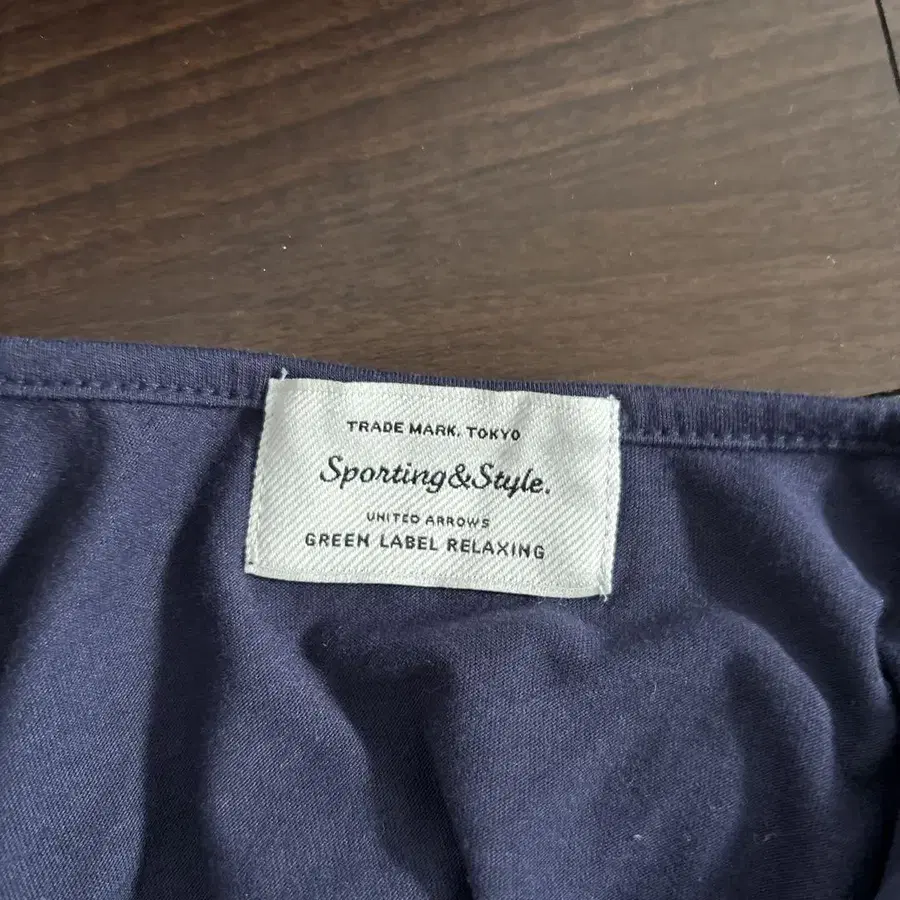 TRADE MARK. TOKYO
Sporting&Style.
UNITED ARROWS
GREEN LABEL RELAXING